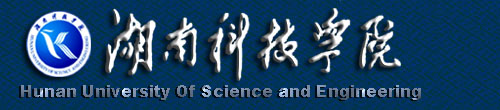 湖南科技学院
Hunan University Of Science and Engineering